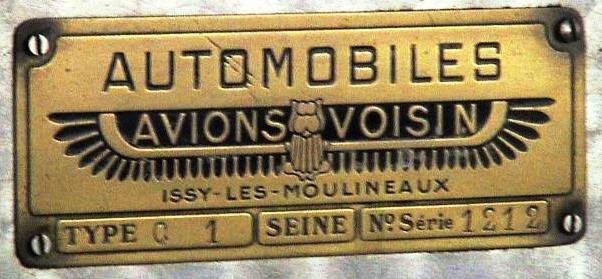 AUTOMOBILES
AVIONS VOISIN
ISSY-LES-MOULINEAUX
TYPE C 1 SEINE No Série 1212